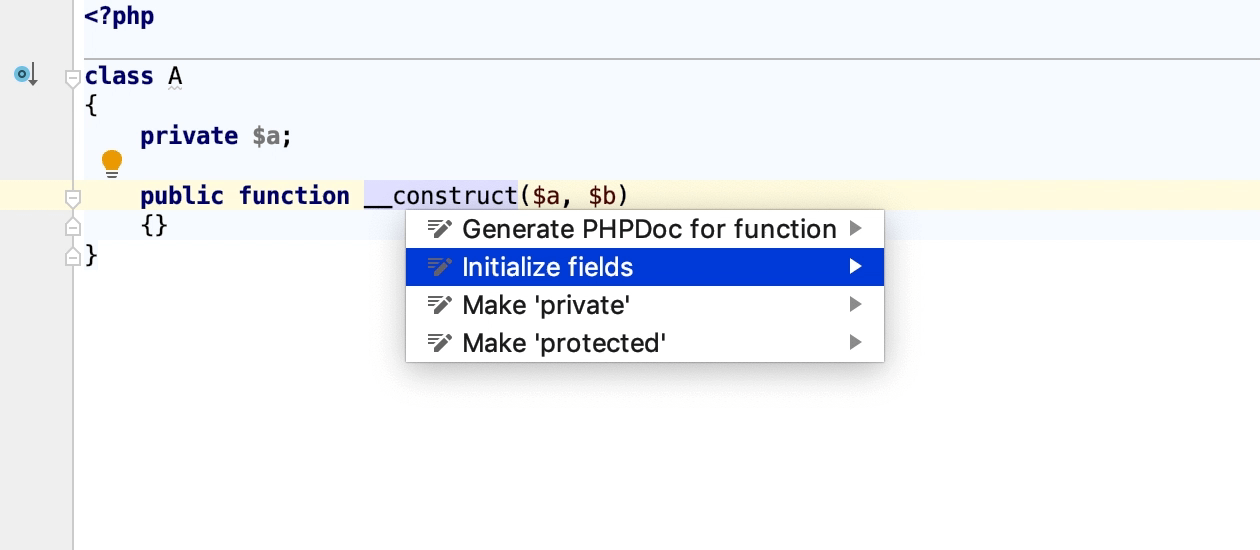 <?php
class A
{
    private $a;
    public function __construct($a, $b)
    {}
}
Generate PHPDoc for function
Initialize fields
Make 'private'
Make 'protected'